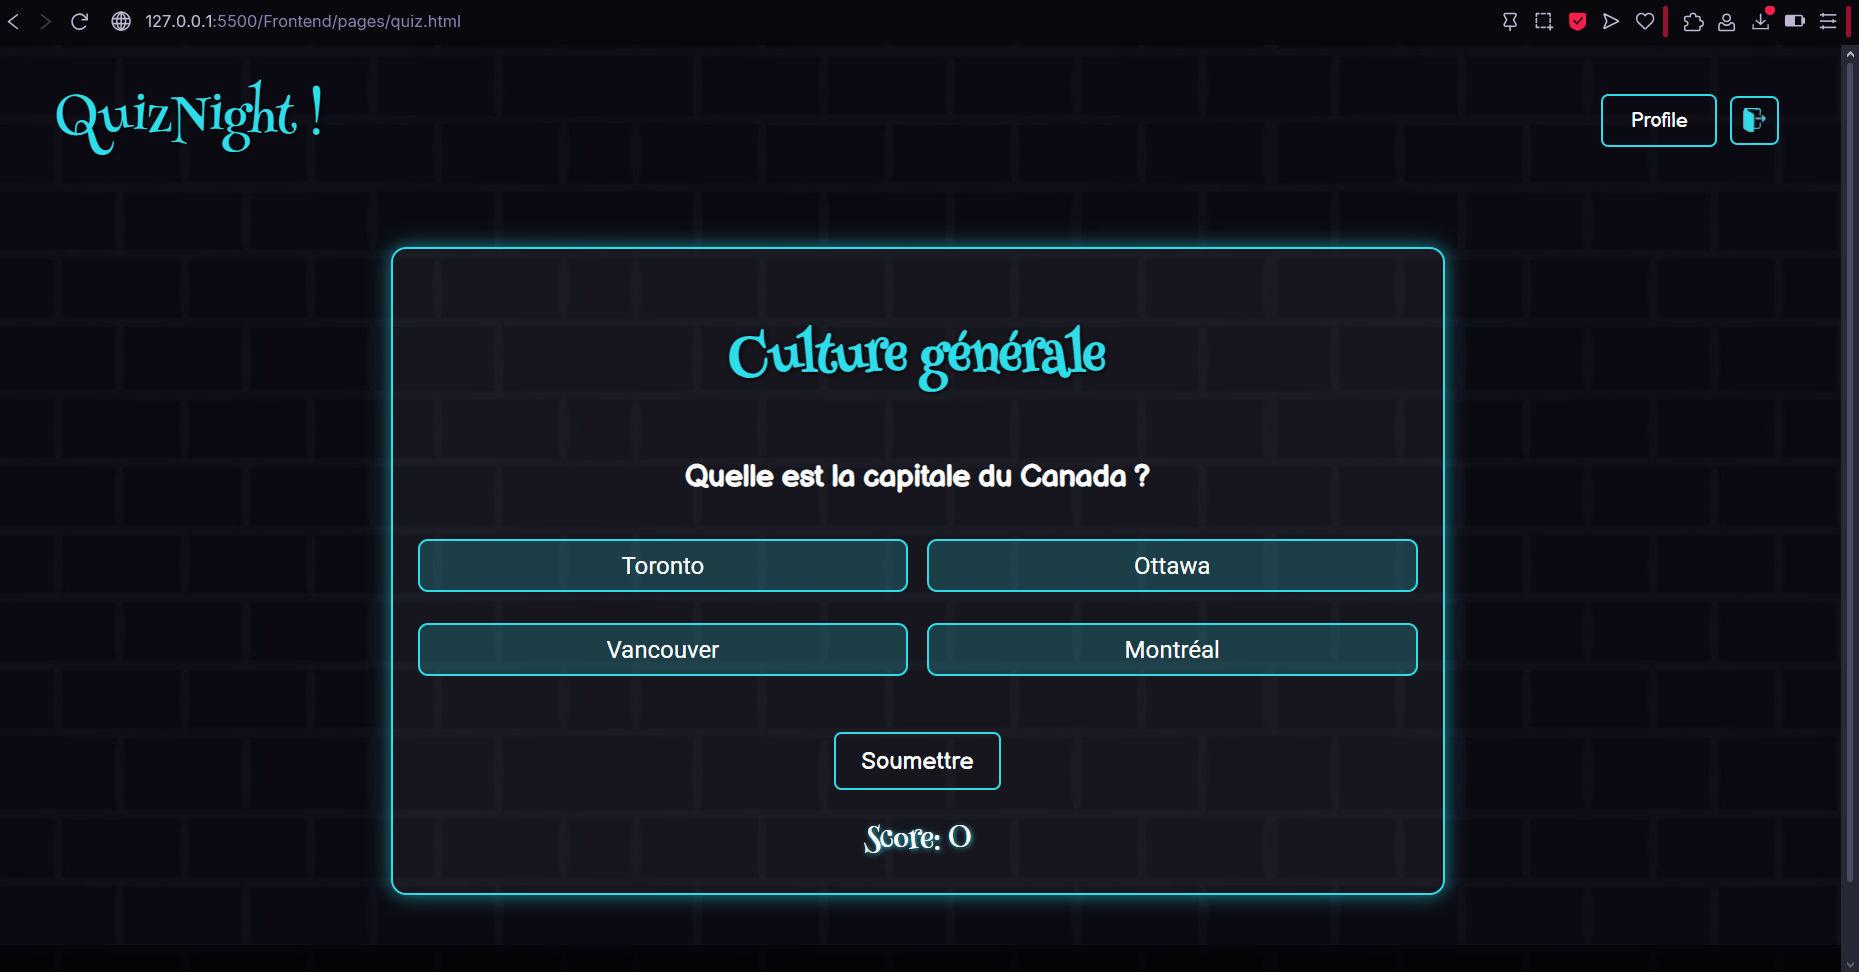 127.0.0.1:5500/Frontend/pages/quiz.html
QuizNight !
Profile
Culture générale
Quelle est la capitale du Canada ?
Toronto
Ottawa
Vancouver
Montréal
Soumettre
Score: 0